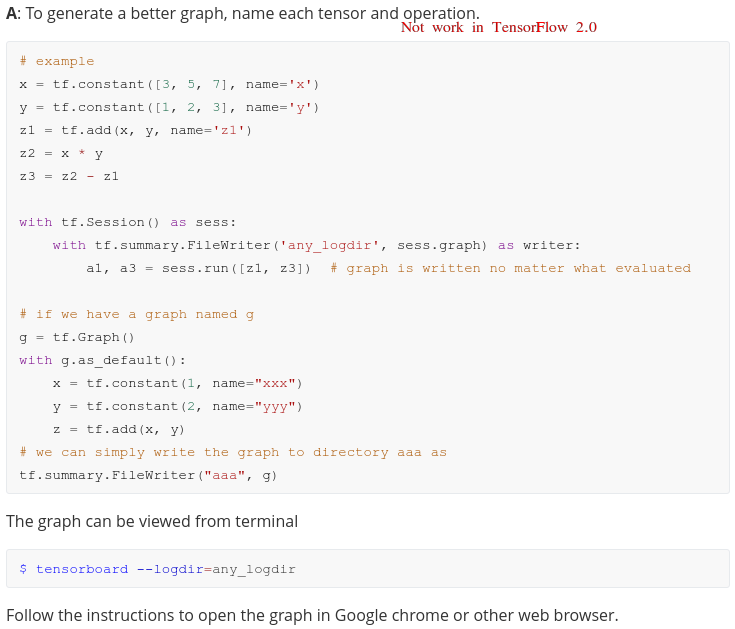 A: To generate a better graph, name each tensor and operation.
Not work in TensorFlow 2.0
# example
x = tf.constant([3, 5, 7], name='x')
y = tf.constant([1, 2, 3], name='y')
z1 = tf.add(x, y, name='z1')
z2 = x * y
z3 = z2 - z1
with tf.Session() as sess:
    with tf.summary.FileWriter('any_logdir', sess.graph) as writer:
        a1, a3 = sess.run([z1, z3])  # graph is written no matter what evaluated
# if we have a graph named g
g = tf.Graph()
with g.as_default():
    x = tf.constant(1, name="xxx")
    y = tf.constant(2, name="yyy")
    z = tf.add(x, y)
# we can simply write the graph to directory aaa as
tf.summary.FileWriter("aaa", g)
The graph can be viewed from terminal
$ tensorboard --logdir=any_logdir
Follow the instructions to open the graph in Google chrome or other web browser.